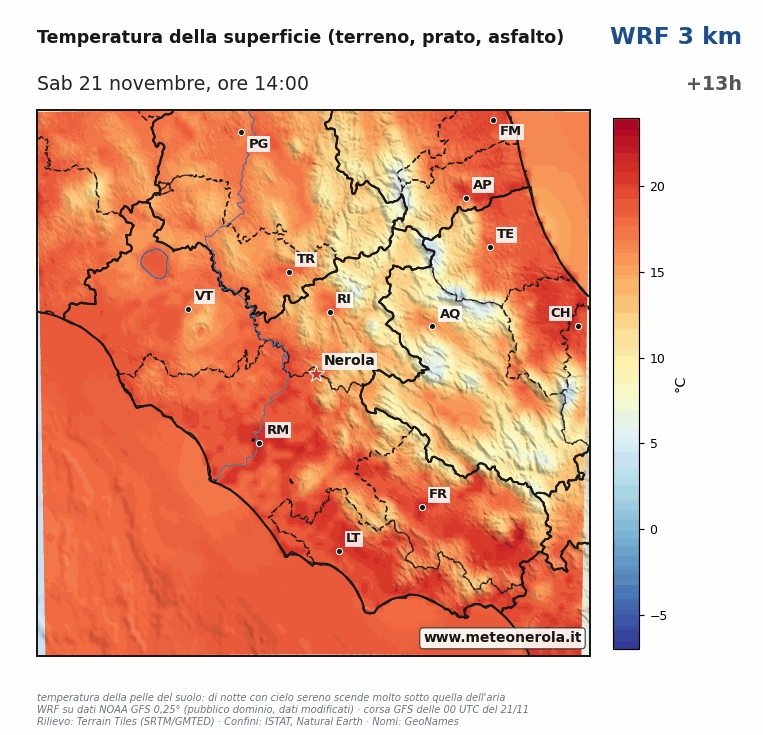 Temperatura della superficie (terreno, prato, asfalto)
WRF 3 km
Sab 21 novembre, ore 14:00
+13h
FM
PG
AP
TE
TR
RI
VT
AQ
CH
Nerola
RM
FR
LT
20
15
10
5
0
−5
°C
www.meteonerola.it
temperatura della pelle del suolo: di notte con cielo sereno scende molto sotto quella dell'aria
WRF su dati NOAA GFS 0,25° (pubblico dominio, dati modificati) · corsa GFS delle 00 UTC del 21/11
Rilievo: Terrain Tiles (SRTM/GMTED) · Confini: ISTAT, Natural Earth · Nomi: GeoNames